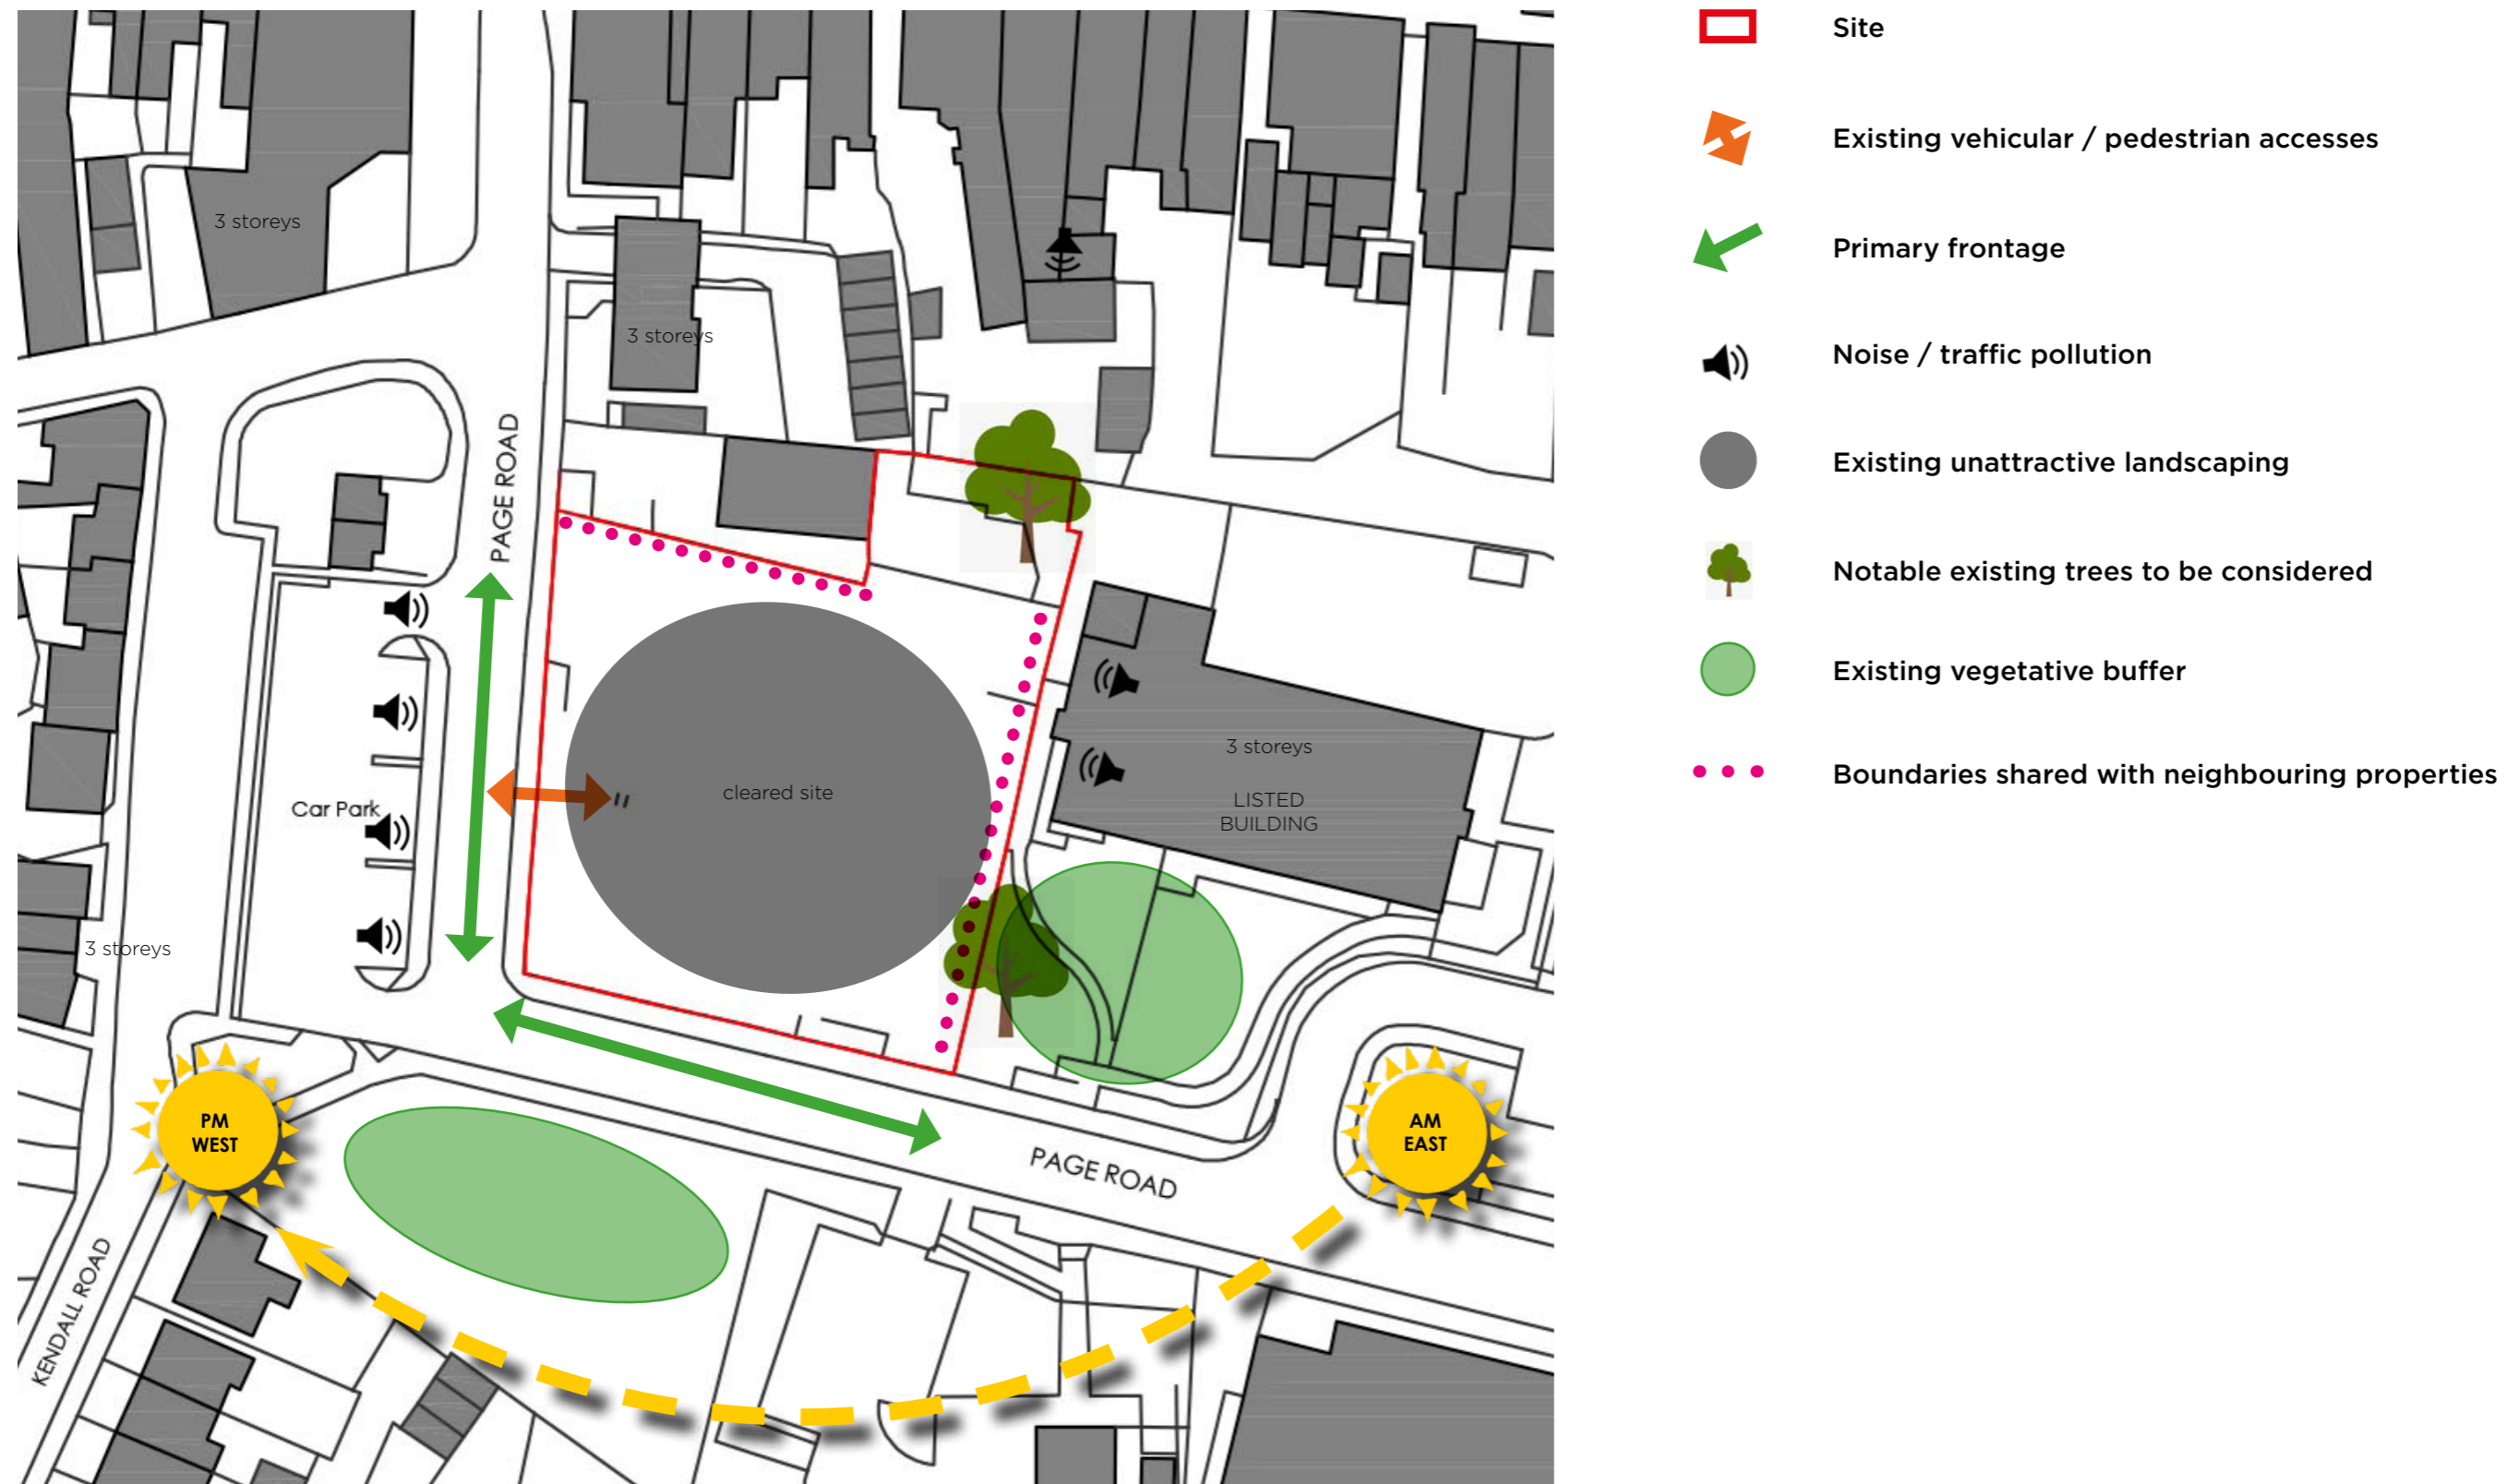 3 storeys
3 storeys
PAGE ROAD
cleared site
3 storeys
LISTED
BUILDING
Car Park
3 storeys
PM
WEST
AM
EAST
PAGE ROAD
KENDALL ROAD
Site
Existing vehicular / pedestrian accesses
Primary frontage
Noise / traffic pollution
Existing unattractive landscaping
Notable existing trees to be considered
Existing vegetative buffer
Boundaries shared with neighbouring properties